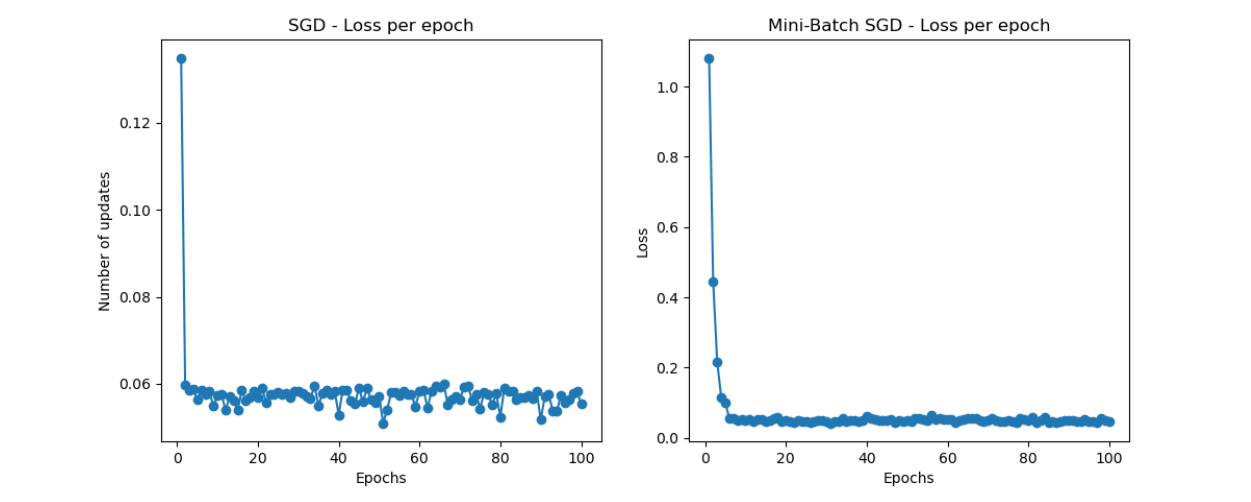 SGD - Loss per epoch
Number of updates
0.12
0.10
0.08
0.06
0 20 40 60 80 100
Epochs
Mini-Batch SGD - Loss per epoch
Loss
1.0
0.8
0.6
0.4
0.2
0.0
0 20 40 60 80 100
Epochs